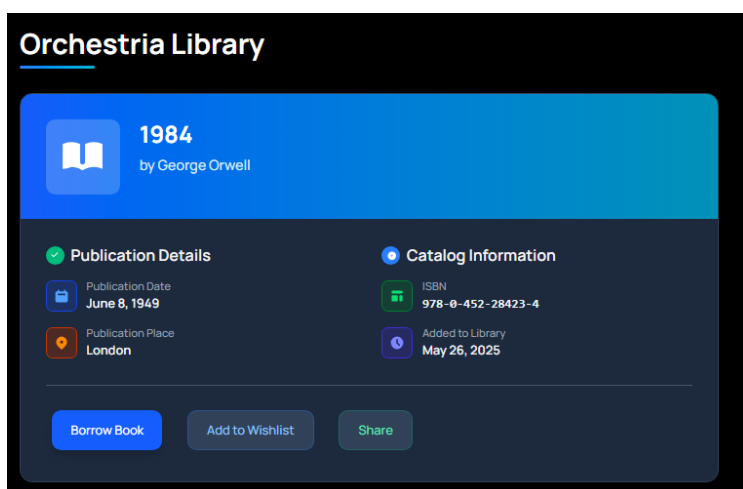 Orchestria Library
1984
by George Orwell
Publication Details
Publication Date
June 8, 1949
Publication Place
London
Catalog Information
ISBN
978-0-452-28423-4
Added to Library
May 26, 2025
Borrow Book
Add to Wishlist
Share